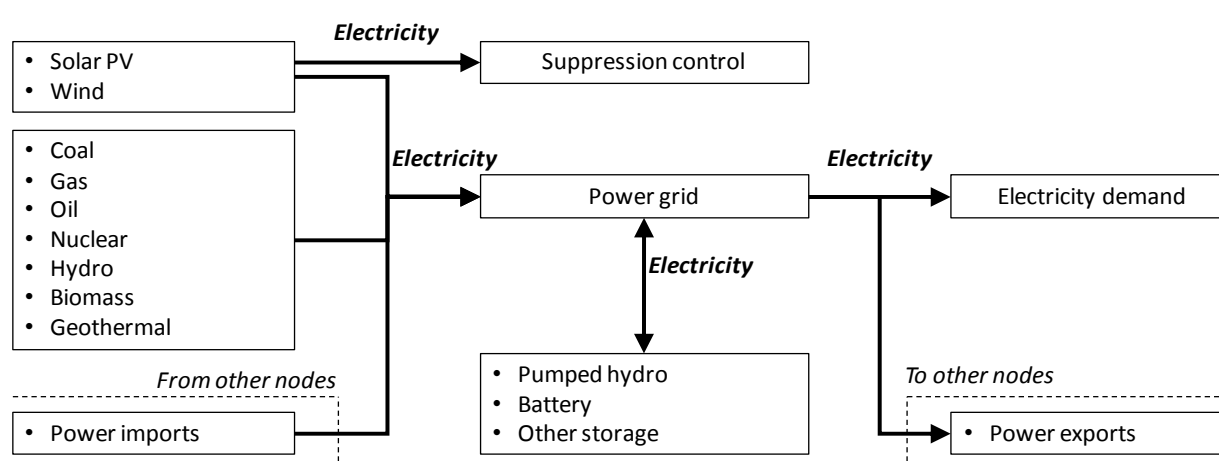 Electricity
• Solar PV
• Wind
Suppression control
• Coal
• Gas
• Oil
• Nuclear
• Hydro
• Biomass
• Geothermal
Electricity
Power grid
Electricity
Electricity demand
Electricity
• Pumped hydro
• Battery
• Other storage
From other nodes
• Power imports
To other nodes
• Power exports